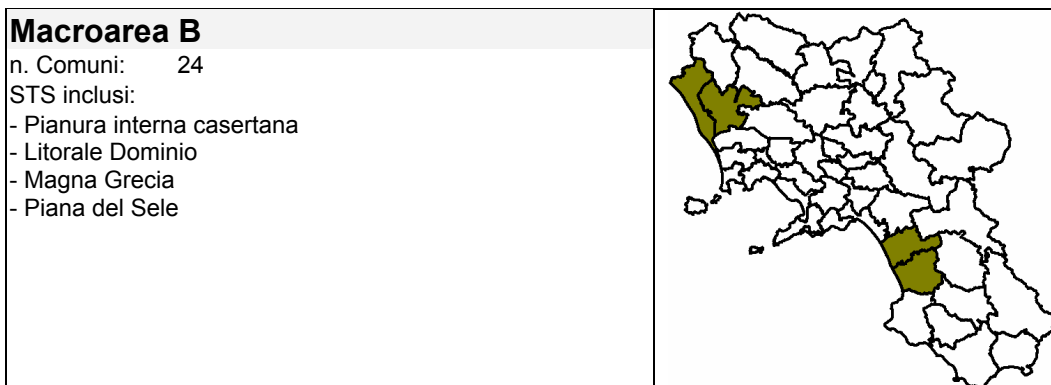 Macroarea B
n. Comuni: 24
STS inclusi:
- Pianura interna casertana
- Litorale Dominio
- Magna Grecia
- Piana del Sele